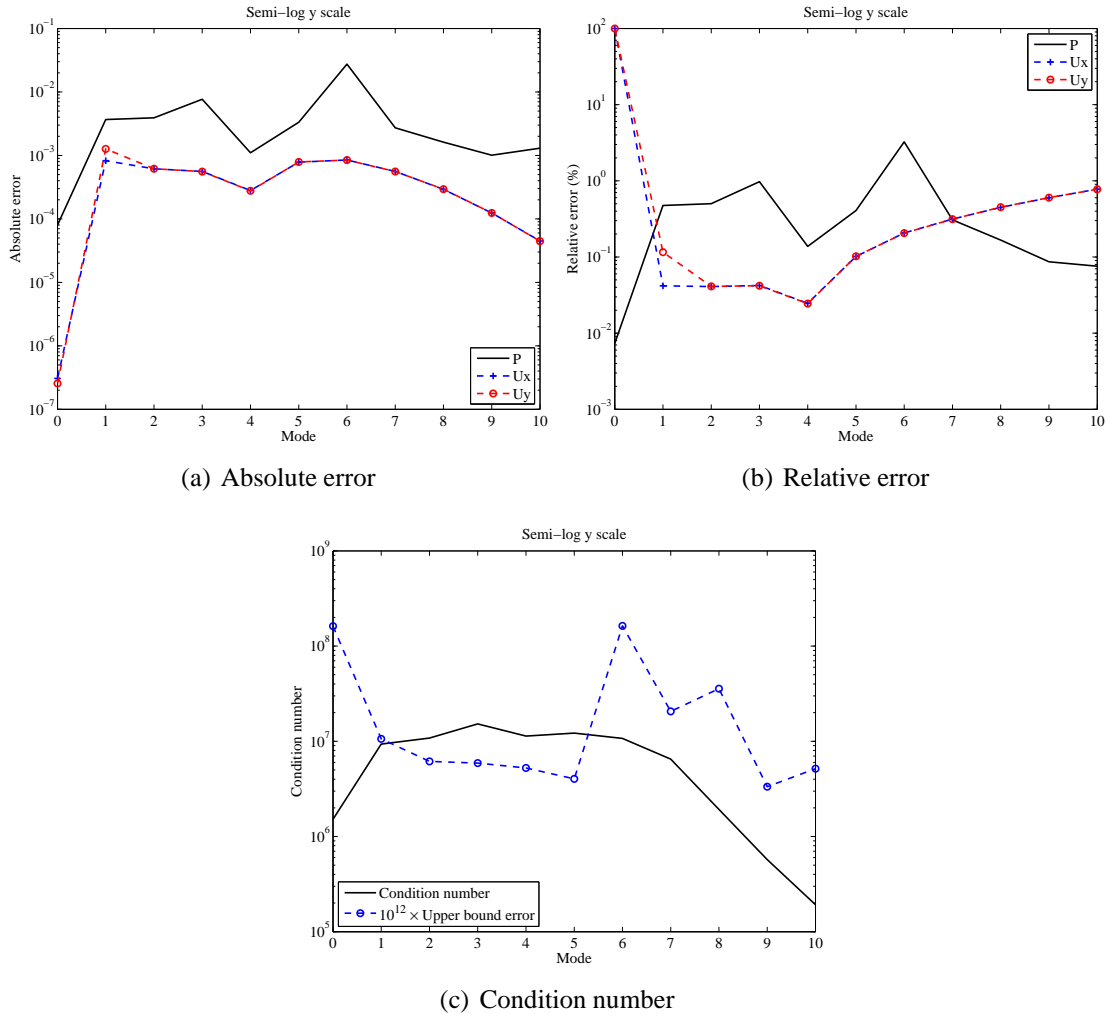 Semi−log y scale
10^-1
10^-2
10^-3
10^-4
10^-5
10^-6
10^-7
Absolute error
P
Ux
Uy
0 1 2 3 4 5 6 7 8 9 10
Mode
(a) Absolute error
Semi−log y scale
10^2
10^1
10^0
10^-1
10^-2
10^-3
Relative error (%)
P
Ux
Uy
0 1 2 3 4 5 6 7 8 9 10
Mode
(b) Relative error
Semi−log y scale
10^9
10^8
10^7
10^6
10^5
Condition number
Condition number
10^12 × Upper bound error
0 1 2 3 4 5 6 7 8 9 10
Mode
(c) Condition number